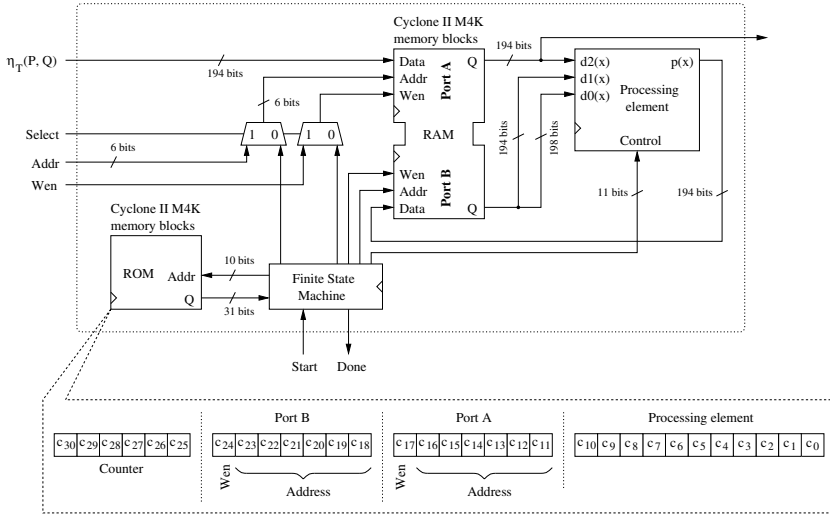 Cyclone II M4K
memory blocks
η_T(P, Q)
194 bits
Data
Addr
Wen
Port A
Q
194 bits
d2(x)
d1(x)
d0(x)
p(x)
Processing
element
Control
6 bits
Select
1 0
1 0
Addr
6 bits
Wen
RAM
Wen
Addr
Data
Port B
Q
194 bits
198 bits
11 bits
194 bits
Cyclone II M4K
memory blocks
ROM
Addr
Q
10 bits
31 bits
Finite State
Machine
Start
Done
Port B
Port A
Processing element
c30 c29 c28 c27 c26 c25
c24 c23 c22 c21 c20 c19 c18
c17 c16 c15 c14 c13 c12 c11
c10 c9 c8 c7 c6 c5 c4 c3 c2 c1 c0
Counter
Wen
Address
Wen
Address